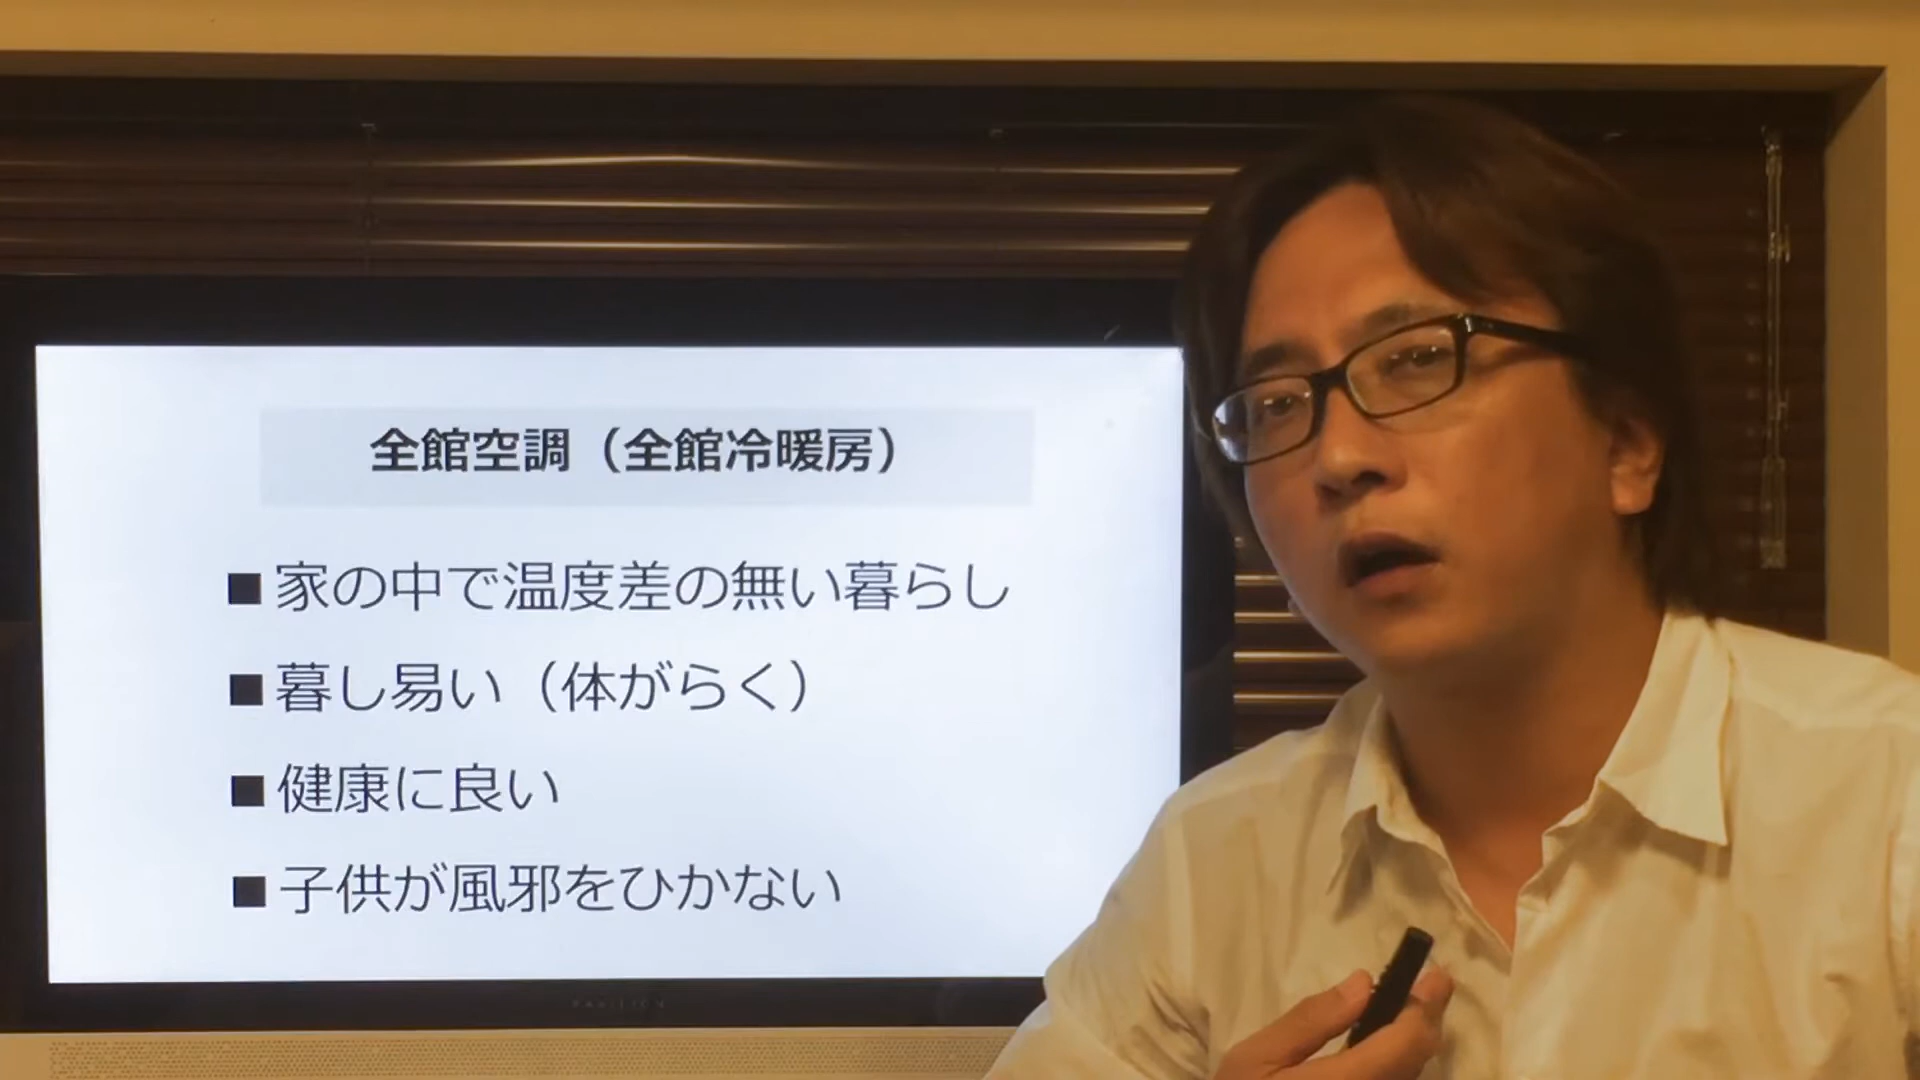 全館空調（全館冷暖房）
■家の中で温度差の無い暮らし
■暮し易い（体がらく）
■健康に良い
■子供が風邪をひかない
PAVILION